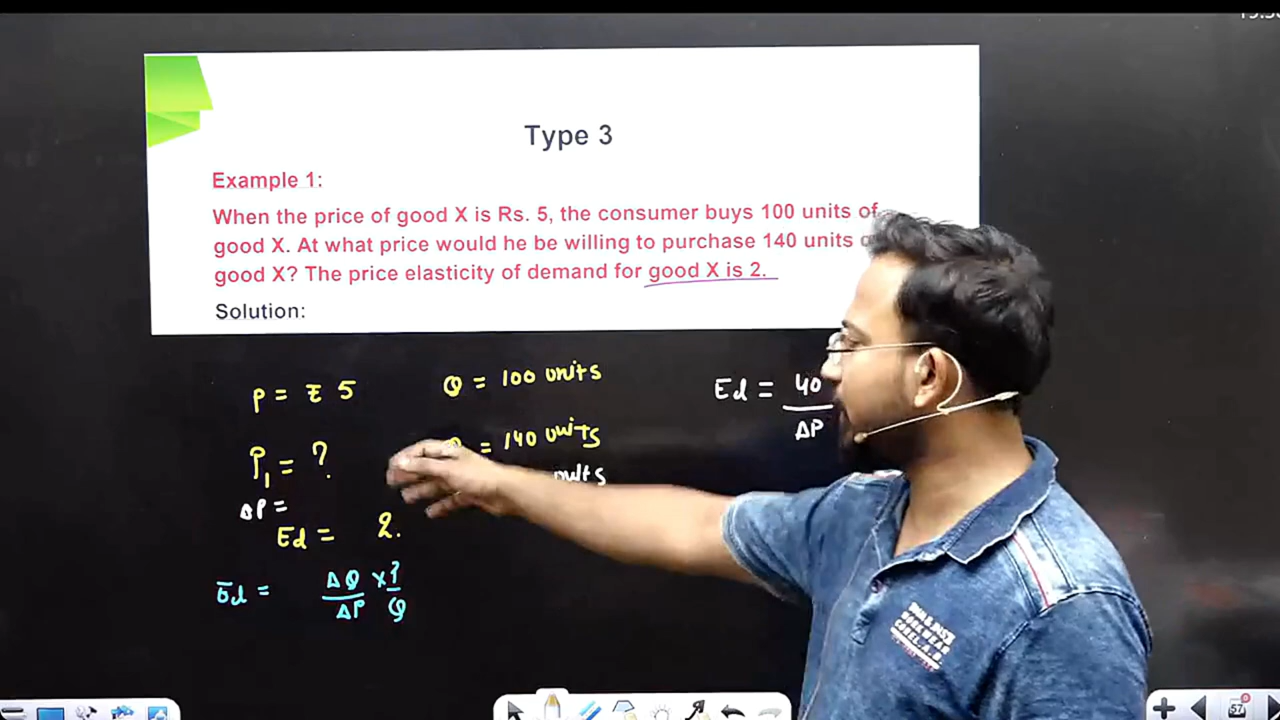 Type 3
Example 1:
When the price of good X is Rs. 5, the consumer buys 100 units of
good X. At what price would he be willing to purchase 140 units
good X? The price elasticity of demand for good X is 2.
Solution:
P = ₹ 5
Q = 100 units
Ed = 40
ΔP
P₁ = ?
= 140 units
ΔP =
units
Ed = 2.
Ed = ΔQ × P
ΔP Q
57